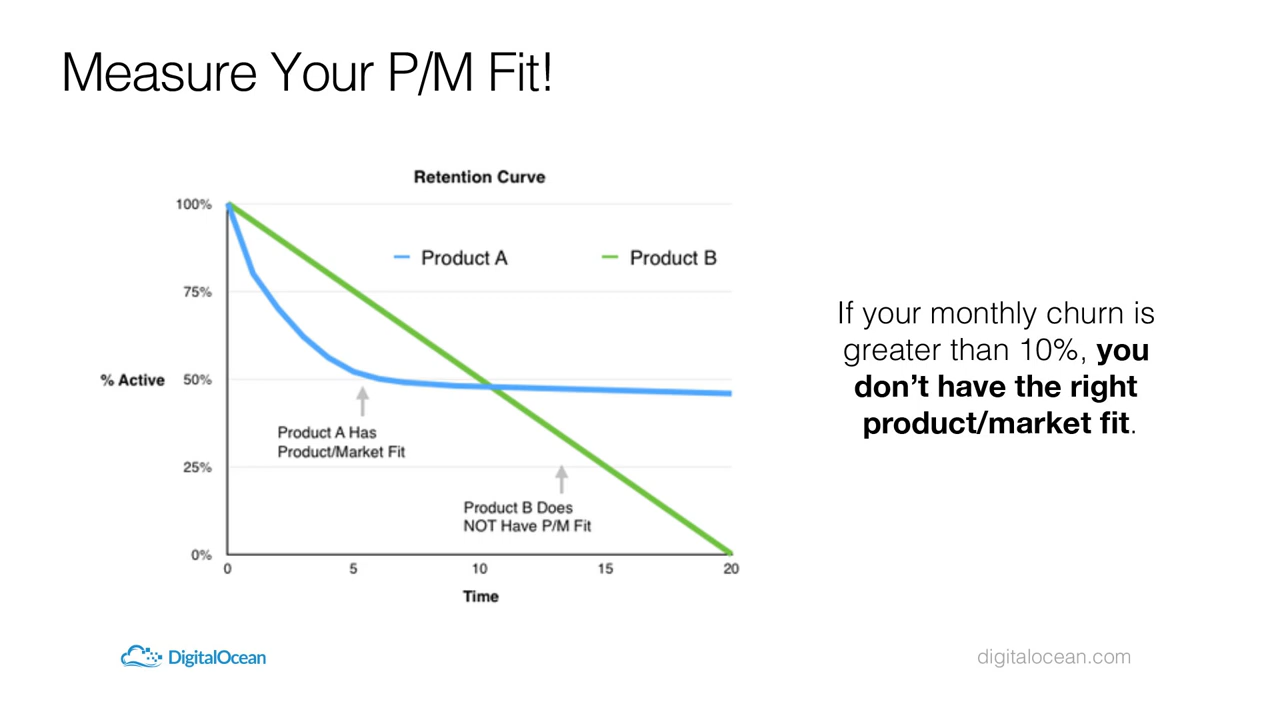 Measure Your P/M Fit!
Retention Curve
100%
Product A
Product B
75%
% Active
50%
Product A Has
Product/Market Fit
25%
Product B Does
NOT Have P/M Fit
0%
0
5
10
15
20
Time
If your monthly churn is
greater than 10%, you
don’t have the right
product/market fit.
DigitalOcean
digitalocean.com